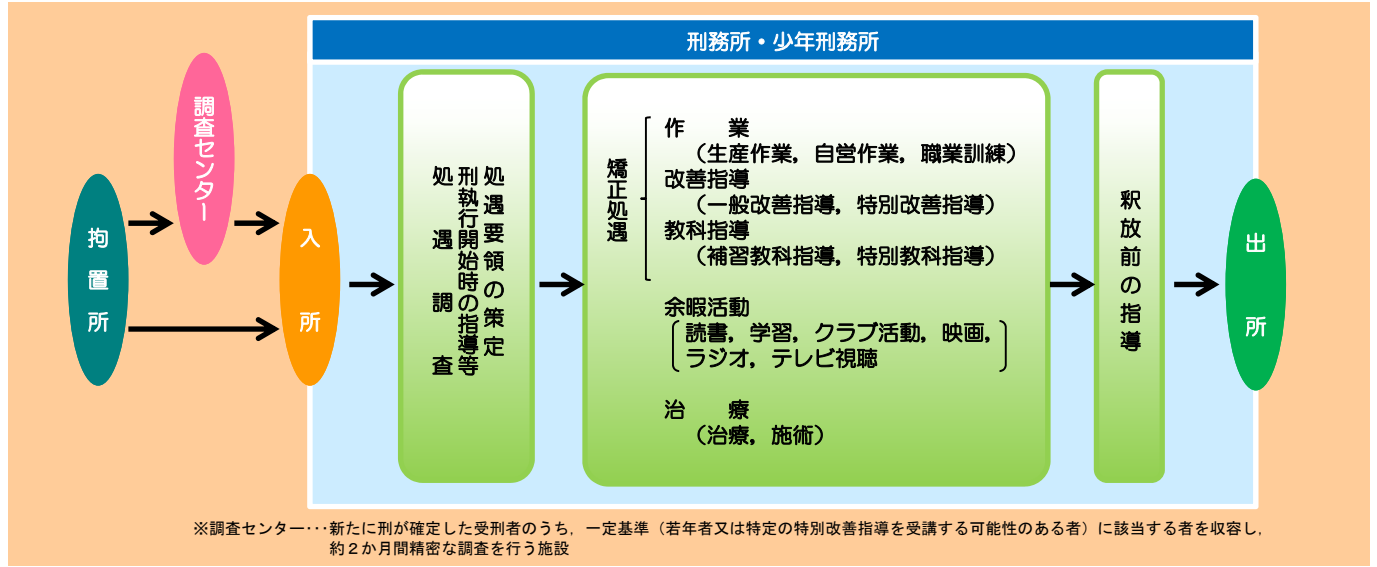 刑務所・少年刑務所
拘置所
調査センター
入所
処遇要領の策定
刑執行開始時の指導等
処遇調査
矯正処遇
作　　業
（生産作業，自営作業，職業訓練）
改善指導
（一般改善指導，特別改善指導）
教科指導
（補習教科指導，特別教科指導）
余暇活動
読書，学習，クラブ活動，映画，
ラジオ，テレビ視聴
治　　療
（治療，施術）
釈放前の指導
出所
※調査センター･･･新たに刑が確定した受刑者のうち，一定基準（若年者又は特定の特別改善指導を受講する可能性のある者）に該当する者を収容し，
約２か月間精密な調査を行う施設